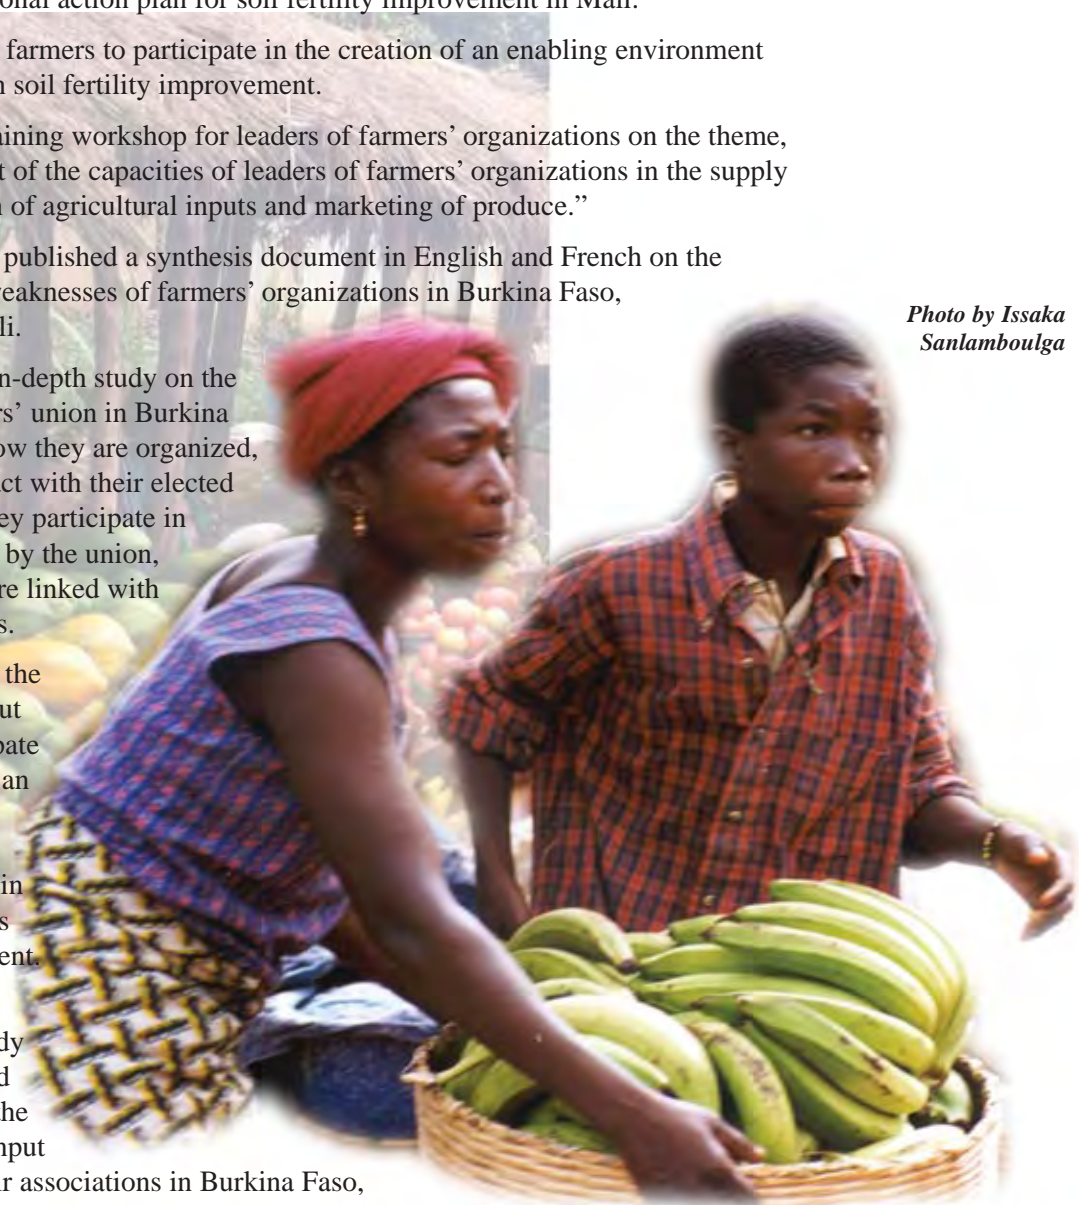 onal action plan for soil fertility improvement in Mali.
farmers to participate in the creation of an enabling environment
soil fertility improvement.
aining workshop for leaders of farmers’ organizations on the theme,
of the capacities of leaders of farmers’ organizations in the supply
of agricultural inputs and marketing of produce.”
published a synthesis document in English and French on the
weaknesses of farmers’ organizations in Burkina Faso,
li.
Photo by Issaka
Sanlamboulga
n-depth study on the
rs’ union in Burkina
ow they are organized,
act with their elected
ey participate in
by the union,
re linked with
s.
the
ut
pate
an
in
s
ent.
dy
d
the
nput
ir associations in Burkina Faso,